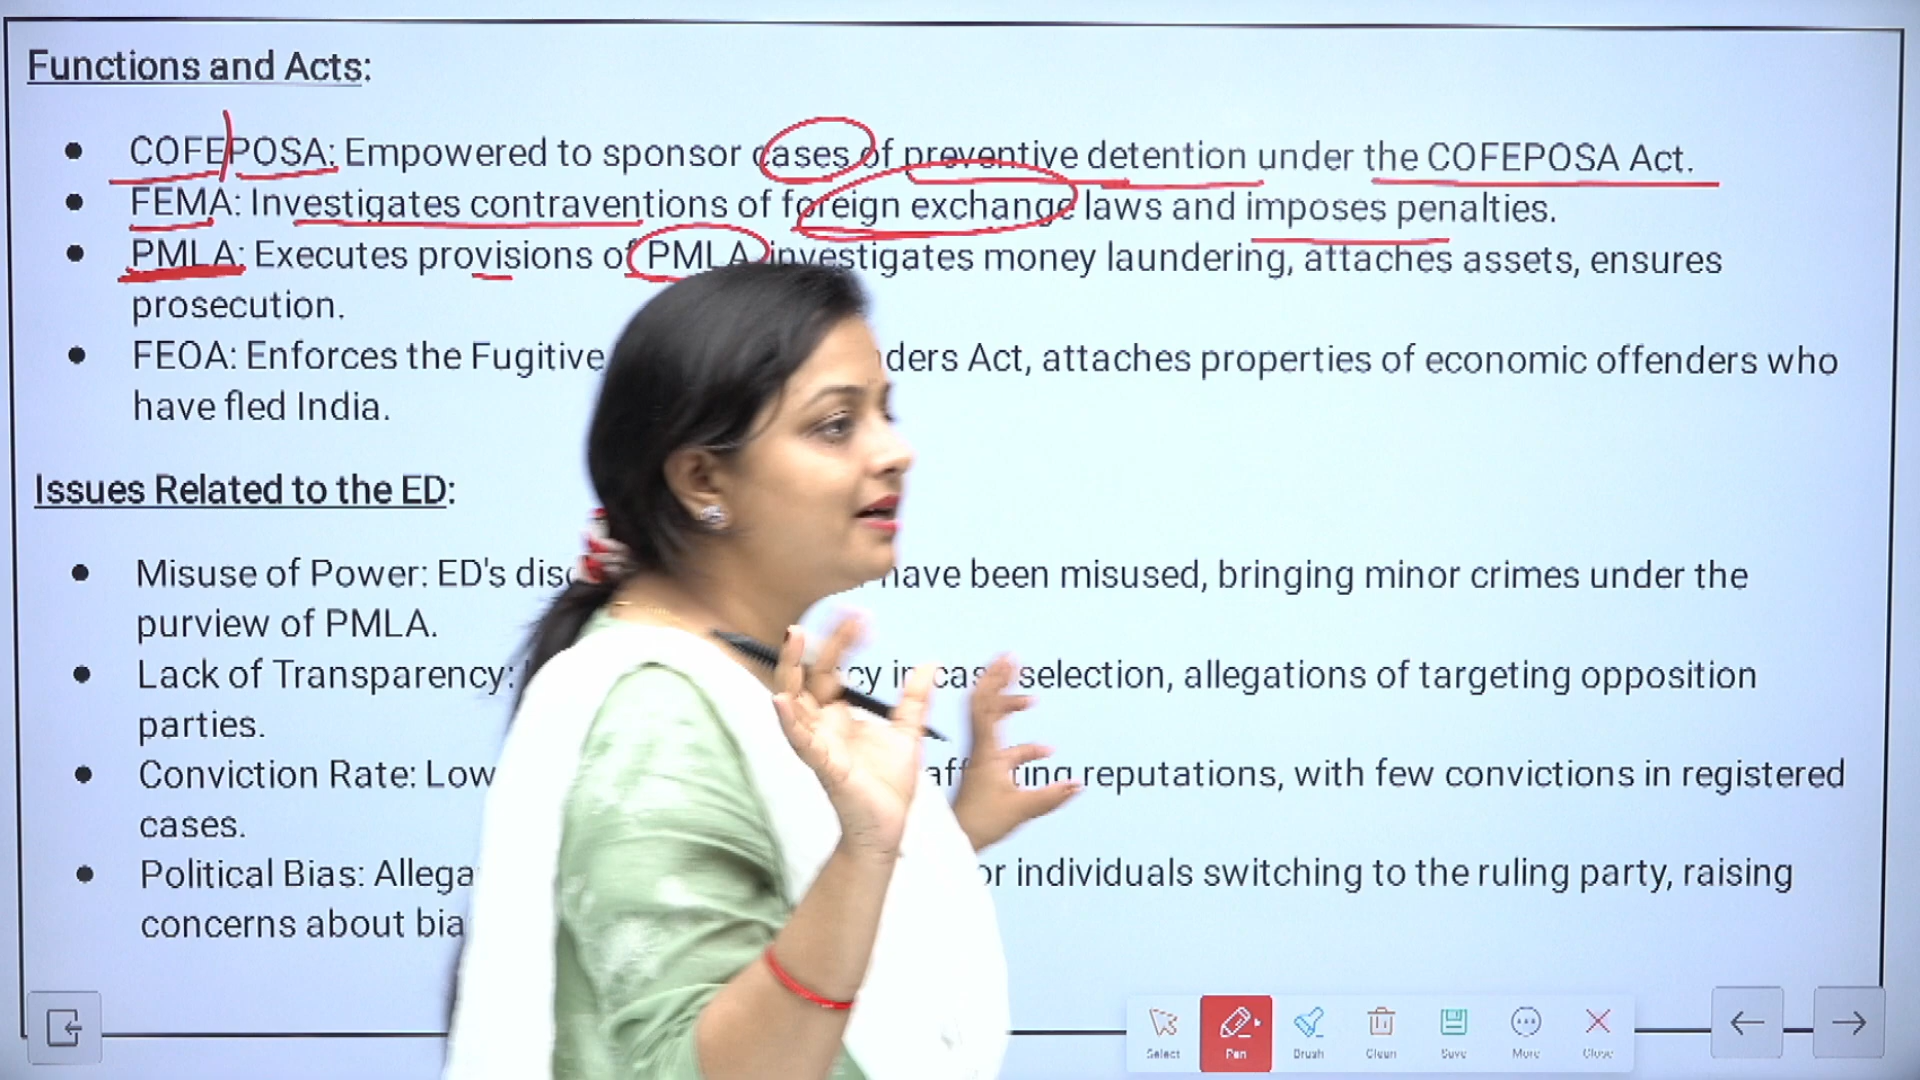 Functions and Acts:
COFEPOSA: Empowered to sponsor cases of preventive detention under the COFEPOSA Act.
FEMA: Investigates contraventions of foreign exchange laws and imposes penalties.
PMLA: Executes provisions of PMLA, investigates money laundering, attaches assets, ensures
prosecution.
FEOA: Enforces the Fugitive Act, attaches properties of economic offenders who
have fled India.
Issues Related to the ED:
Misuse of Power: ED's have been misused, bringing minor crimes under the
purview of PMLA.
Lack of Transparency: in case selection, allegations of targeting opposition
parties.
Conviction Rate: Low affecting reputations, with few convictions in registered
cases.
Political Bias: individuals switching to the ruling party, raising
concerns about
Select Pen Brush Clean Save More Close